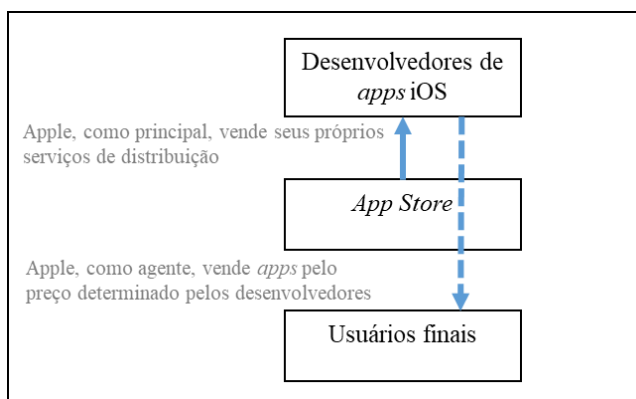 Desenvolvedores de
apps iOS
Apple, como principal, vende seus próprios
serviços de distribuição
App Store
Apple, como agente, vende apps pelo
preço determinado pelos desenvolvedores
Usuários finais